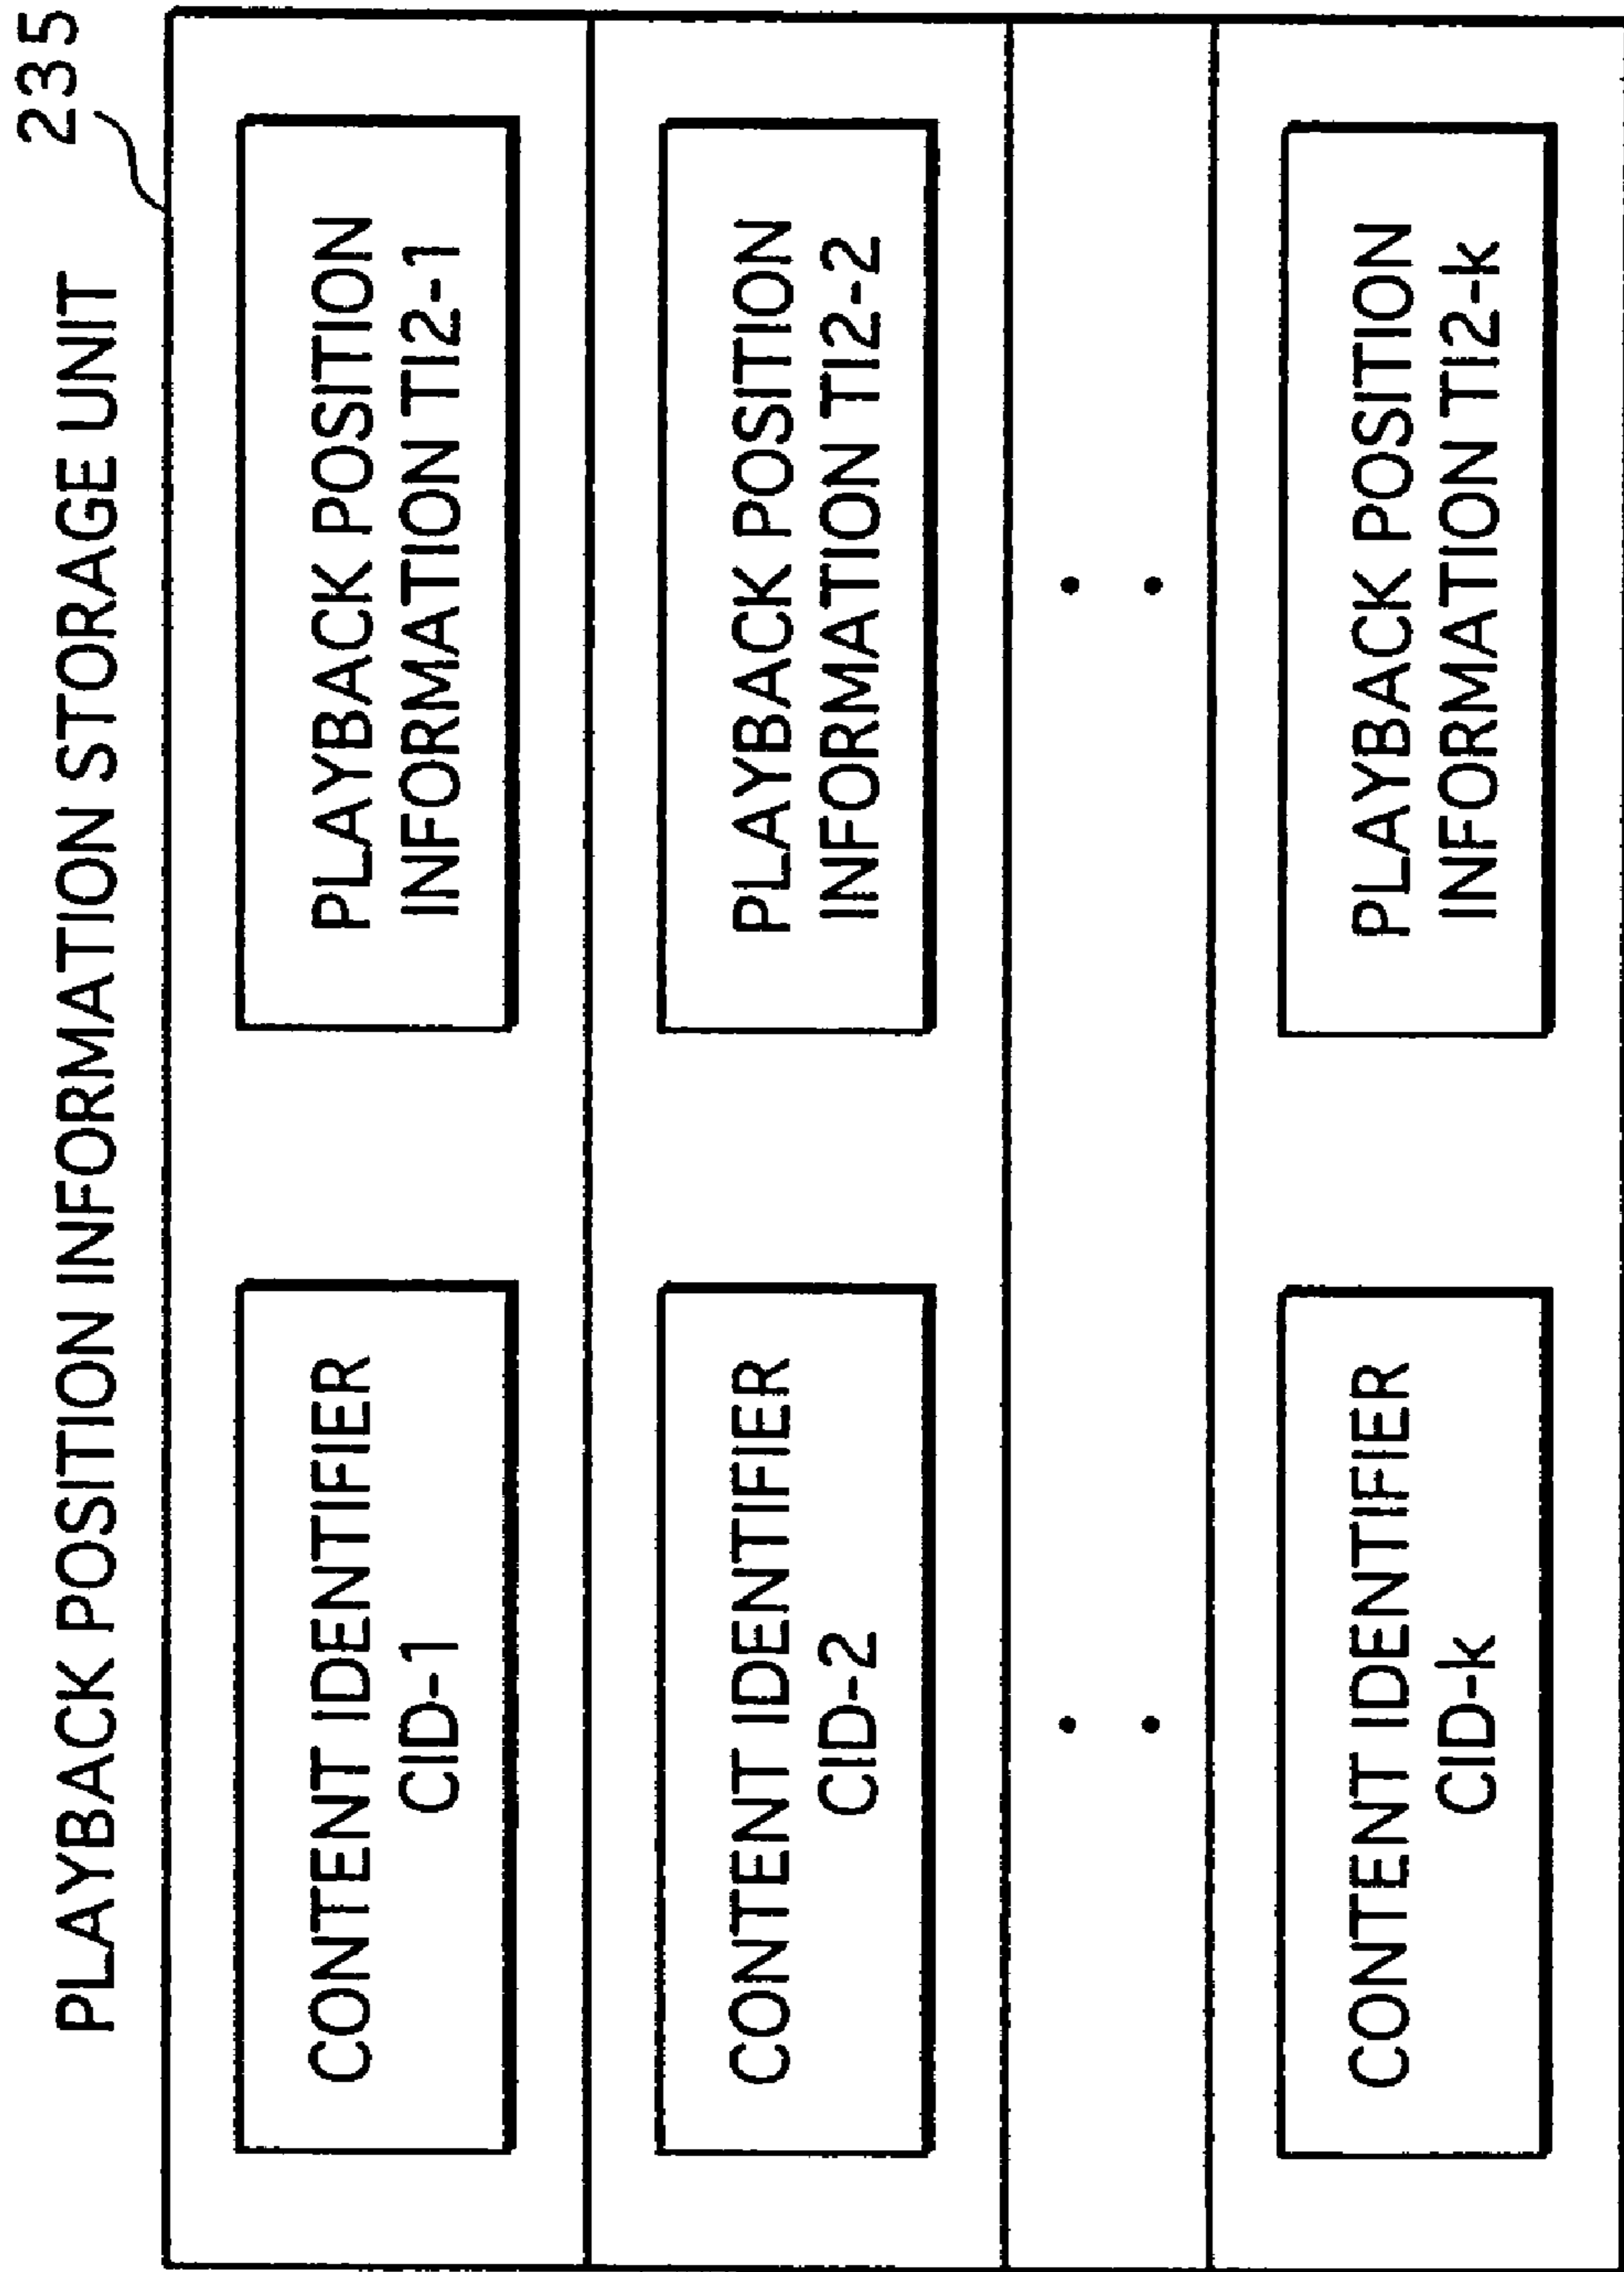 PLAYBACK POSITION INFORMATION STORAGE UNIT
235
CONTENT IDENTIFIER
CID-1
PLAYBACK POSITION
INFORMATION TI2-1
CONTENT IDENTIFIER
CID-2
PLAYBACK POSITION
INFORMATION TI2-2
CONTENT IDENTIFIER
CID-k
PLAYBACK POSITION
INFORMATION TI2-k